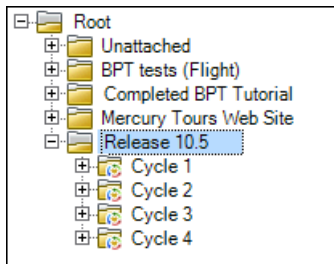 Root
Unattached
BPT tests (Flight)
Completed BPT Tutorial
Mercury Tours Web Site
Release 10.5
Cycle 1
Cycle 2
Cycle 3
Cycle 4